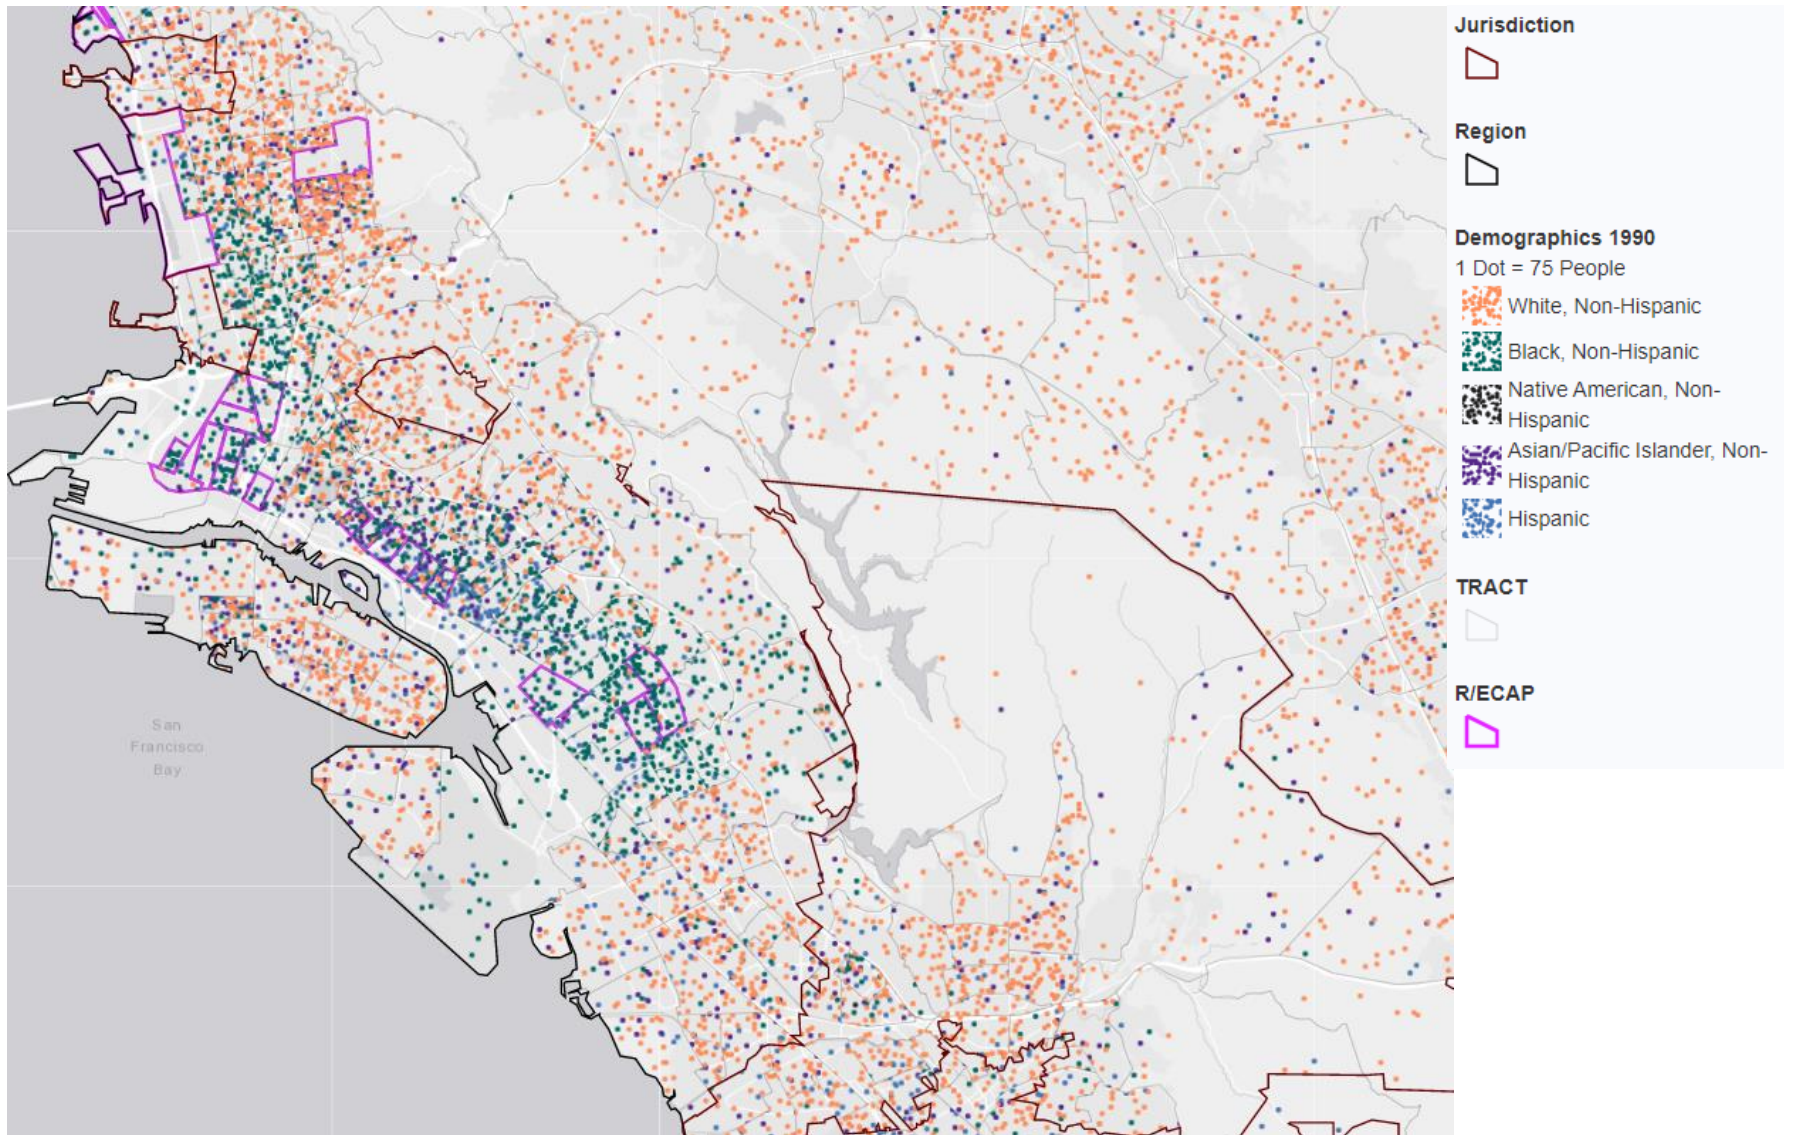 Jurisdiction
Region
Demographics 1990
1 Dot = 75 People
White, Non-Hispanic
Black, Non-Hispanic
Native American, Non-
Hispanic
Asian/Pacific Islander, Non-
Hispanic
Hispanic
TRACT
R/ECAP
San
Francisco
Bay